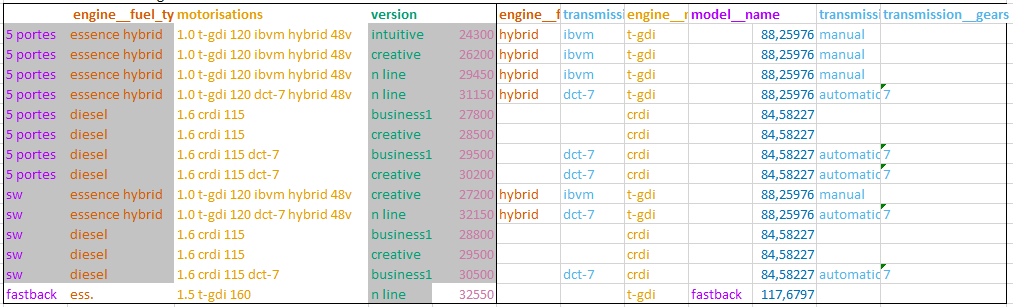 engine__fuel_ty motorisations version engine__f transmissi engine__r model__name transmissi transmission__gears
5 portes essence hybrid 1.0 t-gdi 120 ibvm hybrid 48v intuitive 24300 hybrid ibvm t-gdi 88,25976 manual
5 portes essence hybrid 1.0 t-gdi 120 ibvm hybrid 48v creative 26200 hybrid ibvm t-gdi 88,25976 manual
5 portes essence hybrid 1.0 t-gdi 120 ibvm hybrid 48v n line 29450 hybrid ibvm t-gdi 88,25976 manual
5 portes essence hybrid 1.0 t-gdi 120 dct-7 hybrid 48v n line 31150 hybrid dct-7 t-gdi 88,25976 automatic 7
5 portes diesel 1.6 crdi 115 business1 27800 crdi 84,58227
5 portes diesel 1.6 crdi 115 creative 28500 crdi 84,58227
5 portes diesel 1.6 crdi 115 dct-7 business1 29500 dct-7 crdi 84,58227 automatic 7
5 portes diesel 1.6 crdi 115 dct-7 creative 30200 dct-7 crdi 84,58227 automatic 7
sw essence hybrid 1.0 t-gdi 120 ibvm hybrid 48v creative 27200 hybrid ibvm t-gdi 88,25976 manual
sw essence hybrid 1.0 t-gdi 120 dct-7 hybrid 48v n line 32150 hybrid dct-7 t-gdi 88,25976 automatic 7
sw diesel 1.6 crdi 115 business1 28800 crdi 84,58227
sw diesel 1.6 crdi 115 creative 29500 crdi 84,58227
sw diesel 1.6 crdi 115 dct-7 business1 30500 dct-7 crdi 84,58227 automatic 7
fastback ess. 1.5 t-gdi 160 n line 32550 t-gdi fastback 117,6797